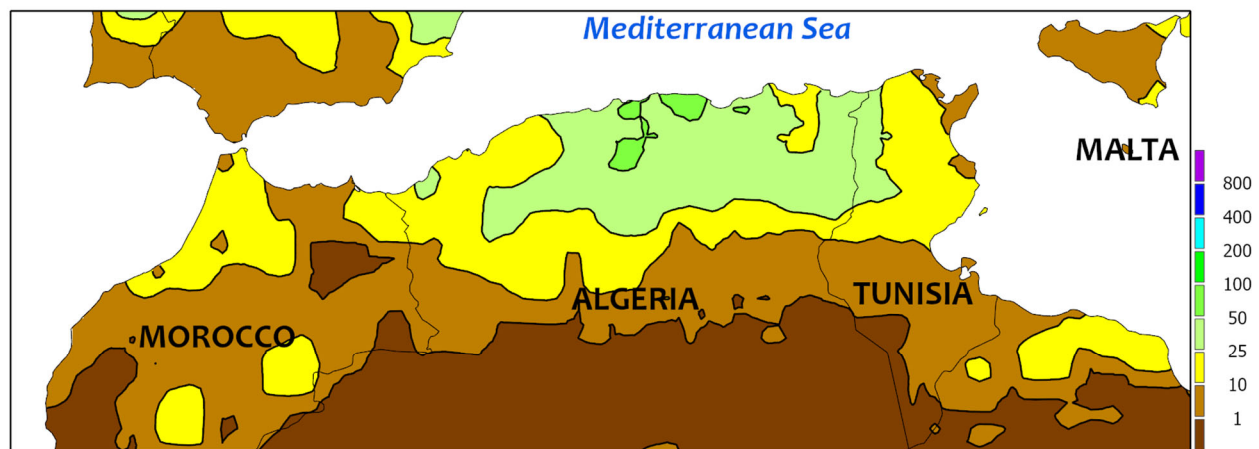 Mediterranean Sea
MALTA
800
400
200
100
ALGERIA
TUNISIA
50
MOROCCO
25
10
1